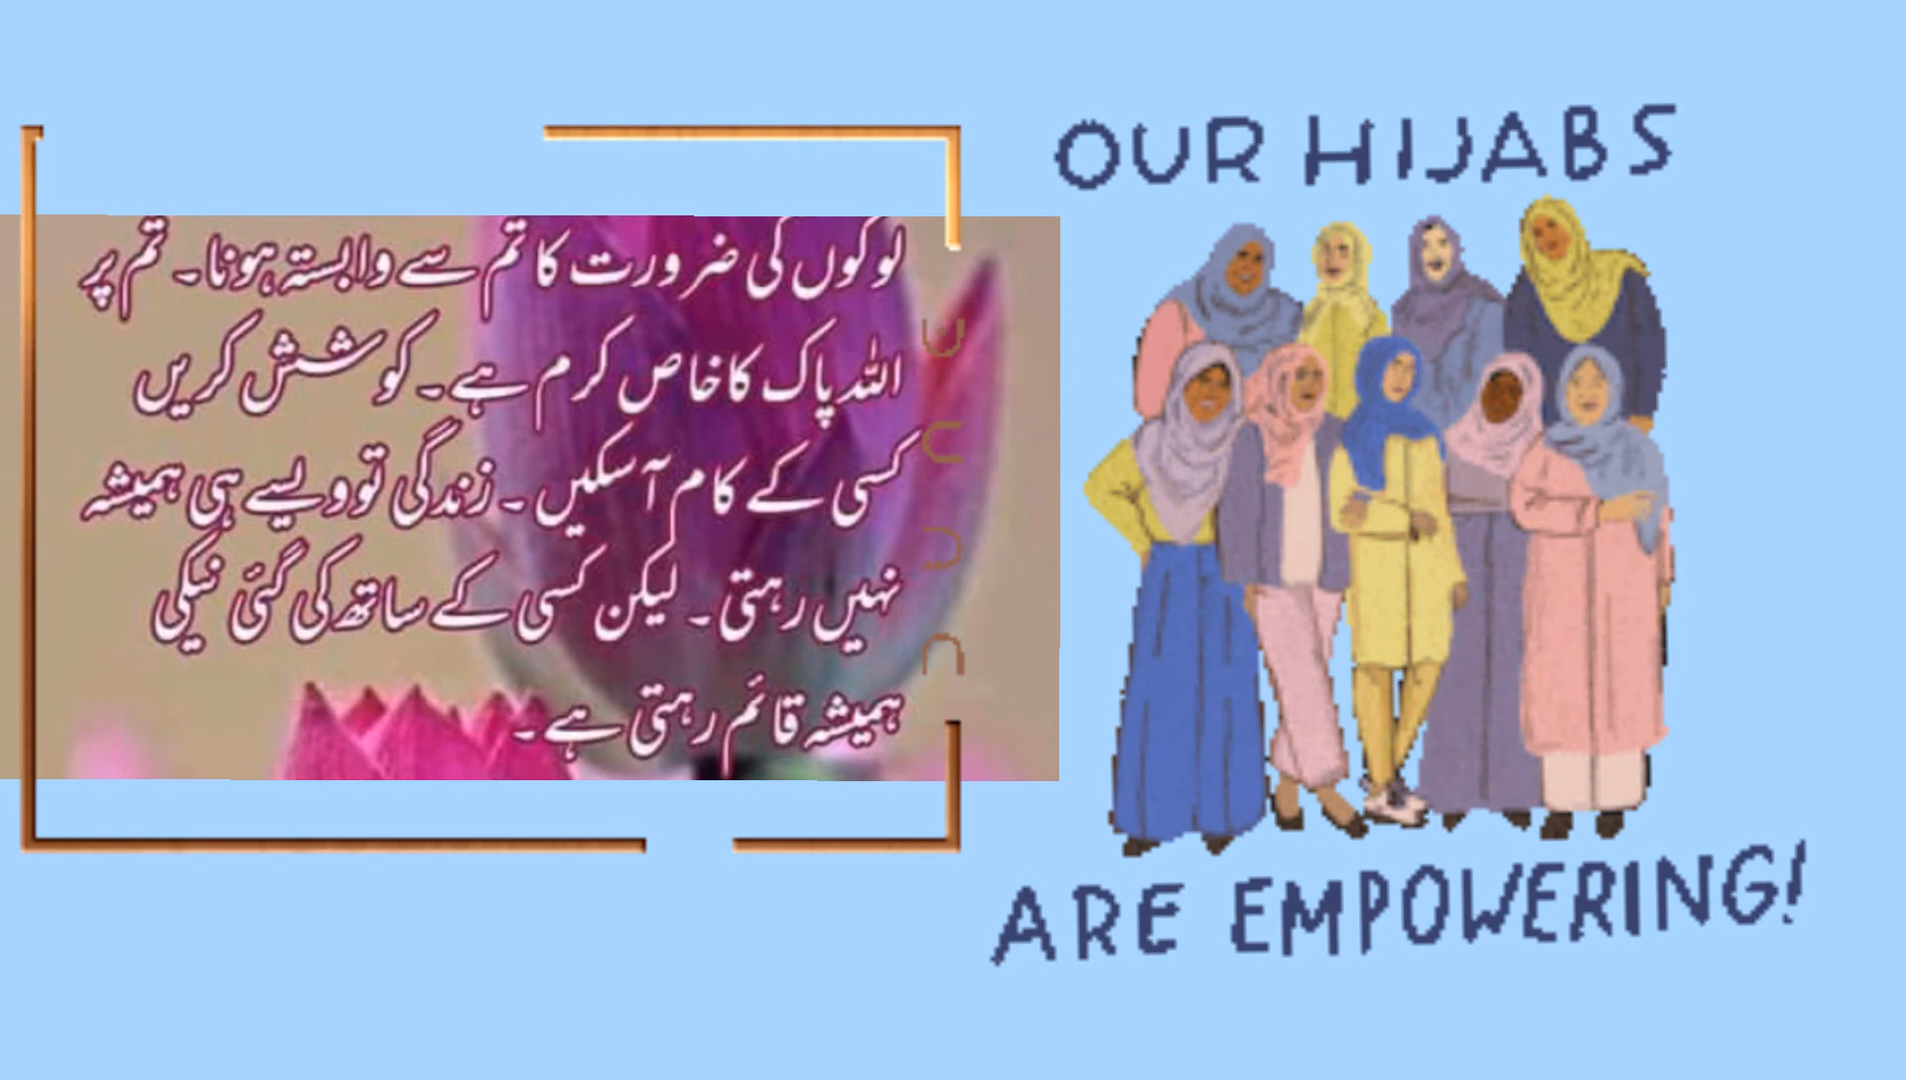 لوگوں کی ضرورت کا تم سے وابستہ ہونا۔ تم پر
اللہ پاک کا خاص کرم ہے۔ کوشش کریں
کسی کے کام آسکیں۔ زندگی تو ویسے ہی ہمیشہ
نہیں رہتی۔ لیکن کسی کے ساتھ کی گئی نیکی
ہمیشہ قائم رہتی ہے۔
OUR HIJABS
ARE EMPOWERING!